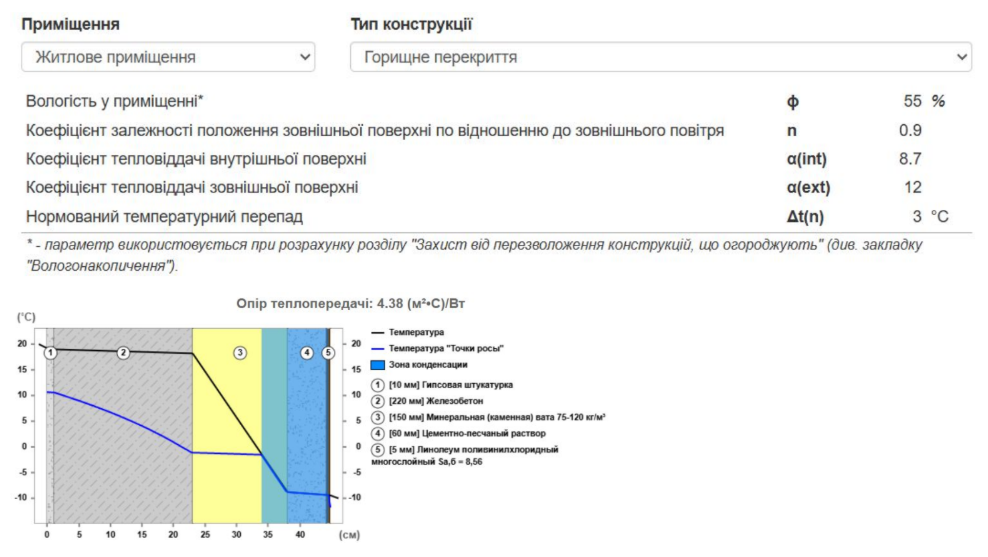 Приміщення Тип конструкції
Житлове приміщення Горищне перекриття
Вологість у приміщенні* ф 55 %
Коефіцієнт залежності положення зовнішньої поверхні по відношенню до зовнішнього повітря n 0.9
Коефіцієнт тепловіддачі внутрішньої поверхні α(int) 8.7
Коефіцієнт тепловіддачі зовнішньої поверхні α(ext) 12
Нормований температурний перепад Δt(n) 3 °C
* - параметр використовується при розрахунку розділу "Захист від перезволоження конструкцій, що огороджують" (див. закладку
"Вологонакопичення").
Опір теплопередачі: 4.38 (м²•С)/Вт
(°C)
20 20
15 15
10 10
5 5
0 0
-5 -5
-10 -10
1 2 3 4 5
0 5 10 15 20 25 30 35 40 (см)
Температура
Температура "Точки росы"
Зона конденсации
1 [10 мм] Гипсовая штукатурка
2 [220 мм] Железобетон
3 [150 мм] Минеральная (каменная) вата 75-120 кг/м³
4 [60 мм] Цементно-песчаный раствор
5 [5 мм] Линолеум поливинилхлоридный
многослойный Sa,б = 8,56